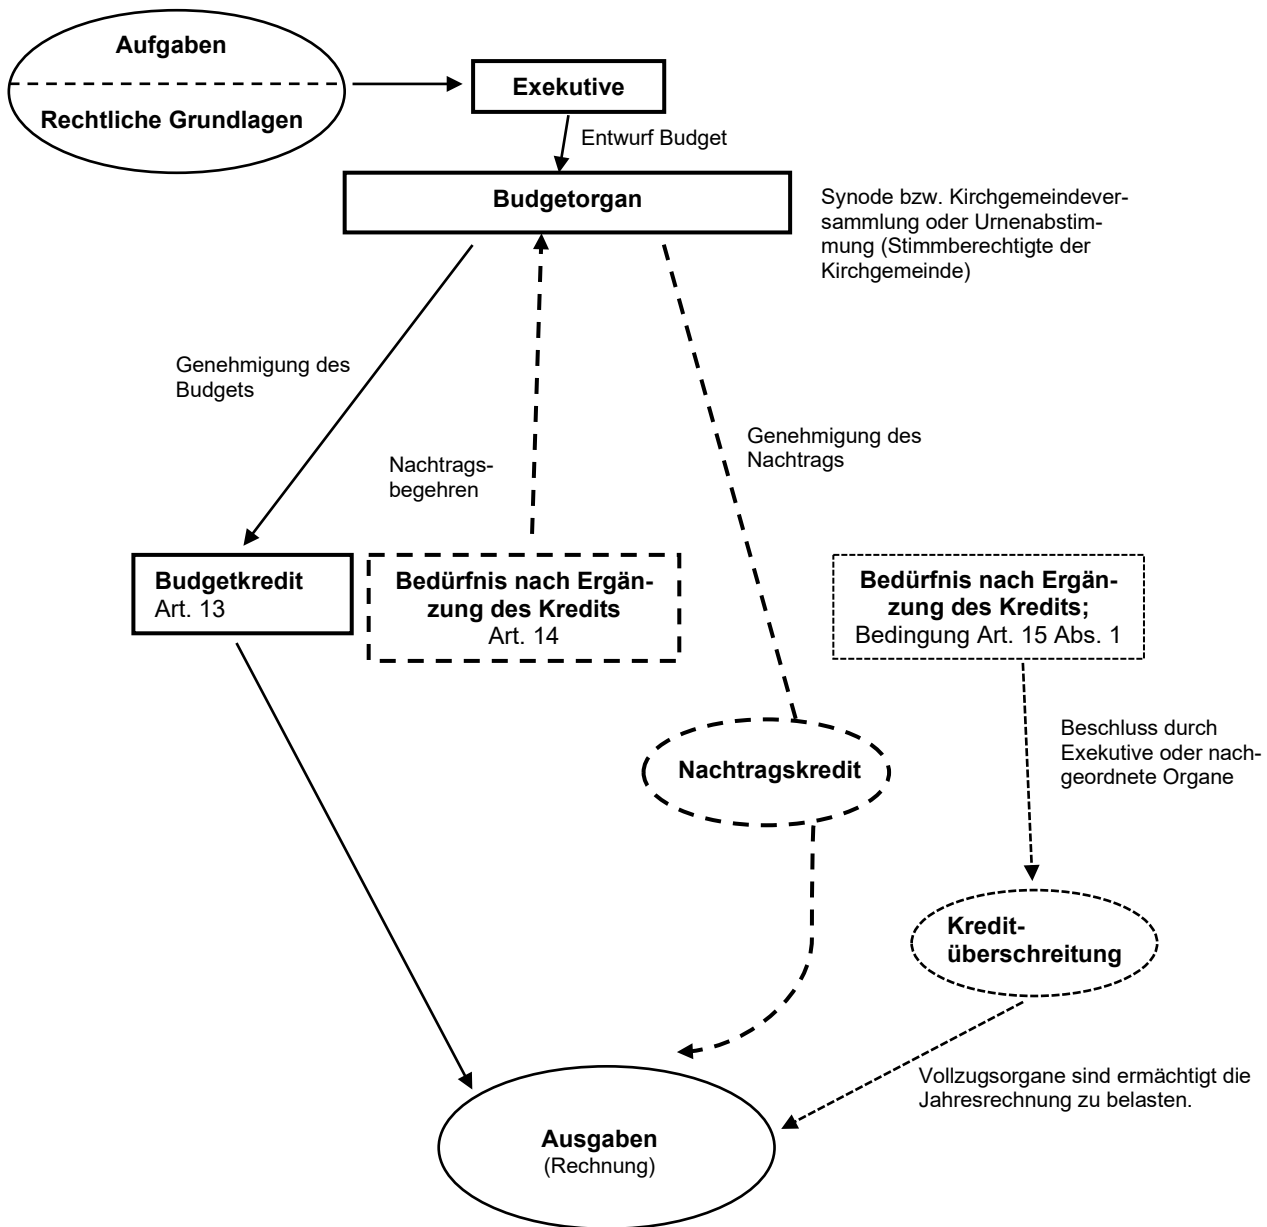 Aufgaben
Rechtliche Grundlagen
Exekutive
Entwurf Budget
Budgetorgan
Synode bzw. Kirchgemeindever-
sammlung oder Urnenabstim-
mung (Stimmberechtigte der
Kirchgemeinde)
Genehmigung des
Budgets
Nachtrags-
begehren
Genehmigung des
Nachtrags
Budgetkredit
Art. 13
Bedürfnis nach Ergän-
zung des Kredits
Art. 14
Bedürfnis nach Ergän-
zung des Kredits;
Bedingung Art. 15 Abs. 1
Beschluss durch
Exekutive oder nach-
geordnete Organe
Nachtragskredit
Kredit-
überschreitung
Vollzugsorgane sind ermächtigt die
Jahresrechnung zu belasten.
Ausgaben
(Rechnung)